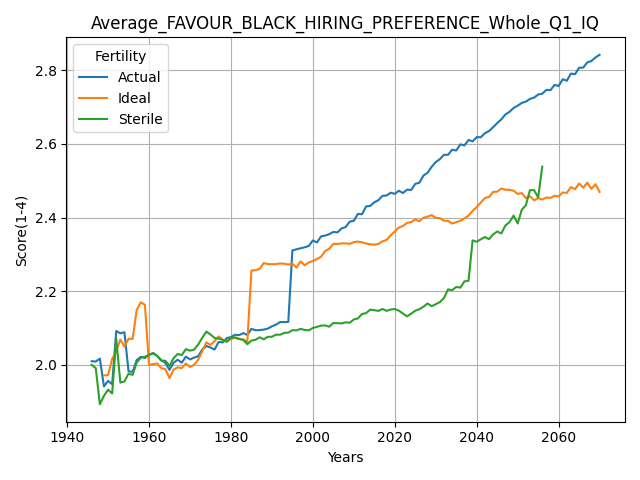 Average_FAVOUR_BLACK_HIRING_PREFERENCE_Whole_Q1_IQ
Fertility
Actual
Ideal
Sterile
Score(1-4)
2.8
2.6
2.4
2.2
2.0
1940 1960 1980 2000 2020 2040 2060
Years